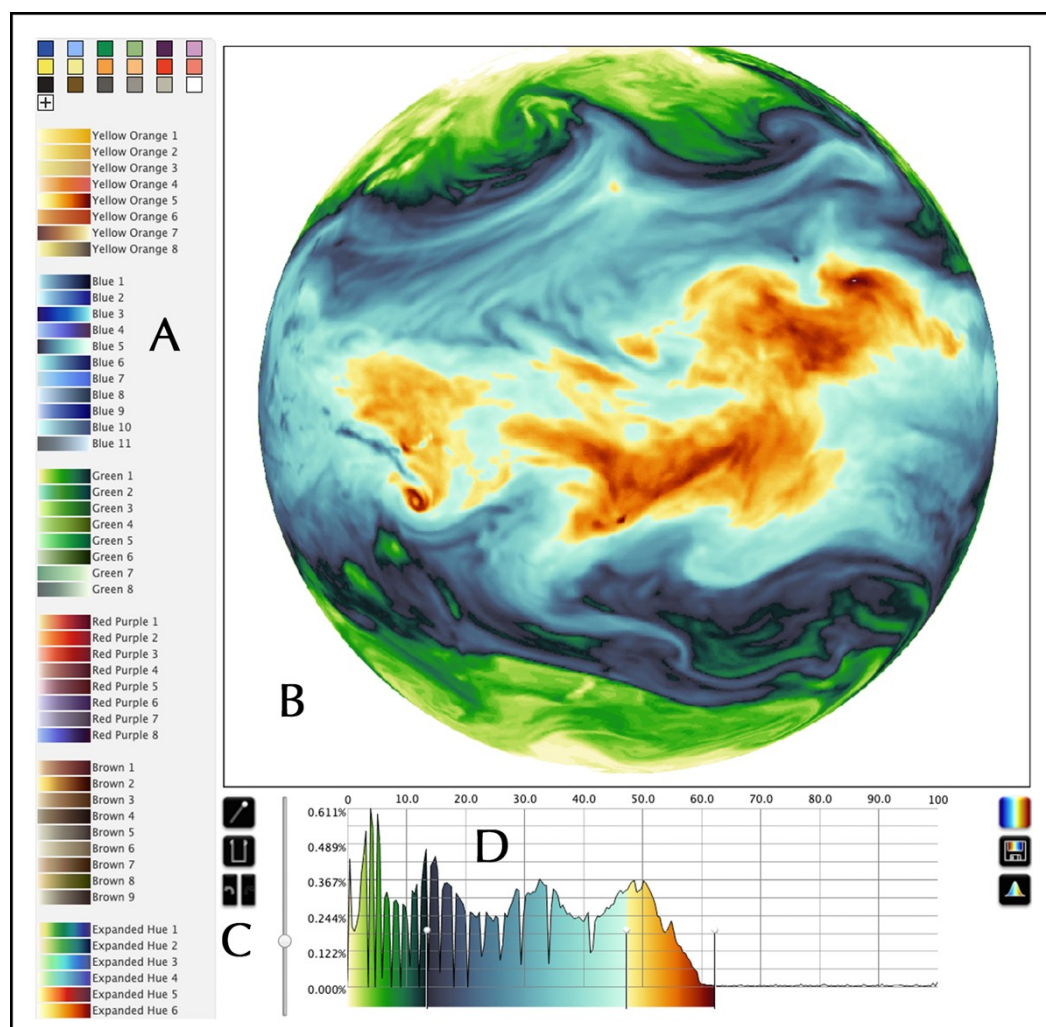 Yellow Orange 1
Yellow Orange 2
Yellow Orange 3
Yellow Orange 4
Yellow Orange 5
Yellow Orange 6
Yellow Orange 7
Yellow Orange 8
Blue 1
Blue 2
Blue 3
Blue 4
Blue 5
Blue 6
Blue 7
Blue 8
Blue 9
Blue 10
Blue 11
A
Green 1
Green 2
Green 3
Green 4
Green 5
Green 6
Green 7
Green 8
Red Purple 1
Red Purple 2
Red Purple 3
Red Purple 4
Red Purple 5
Red Purple 6
Red Purple 7
Red Purple 8
Brown 1
Brown 2
Brown 3
Brown 4
Brown 5
Brown 6
Brown 7
Brown 8
Brown 9
Expanded Hue 1
Expanded Hue 2
Expanded Hue 3
Expanded Hue 4
Expanded Hue 5
Expanded Hue 6
B
C
0 10.0 20.0 30.0 40.0 50.0 60.0 70.0 80.0 90.0 100
0.611%
0.489%
0.367%
0.244%
0.122%
0.000%
D